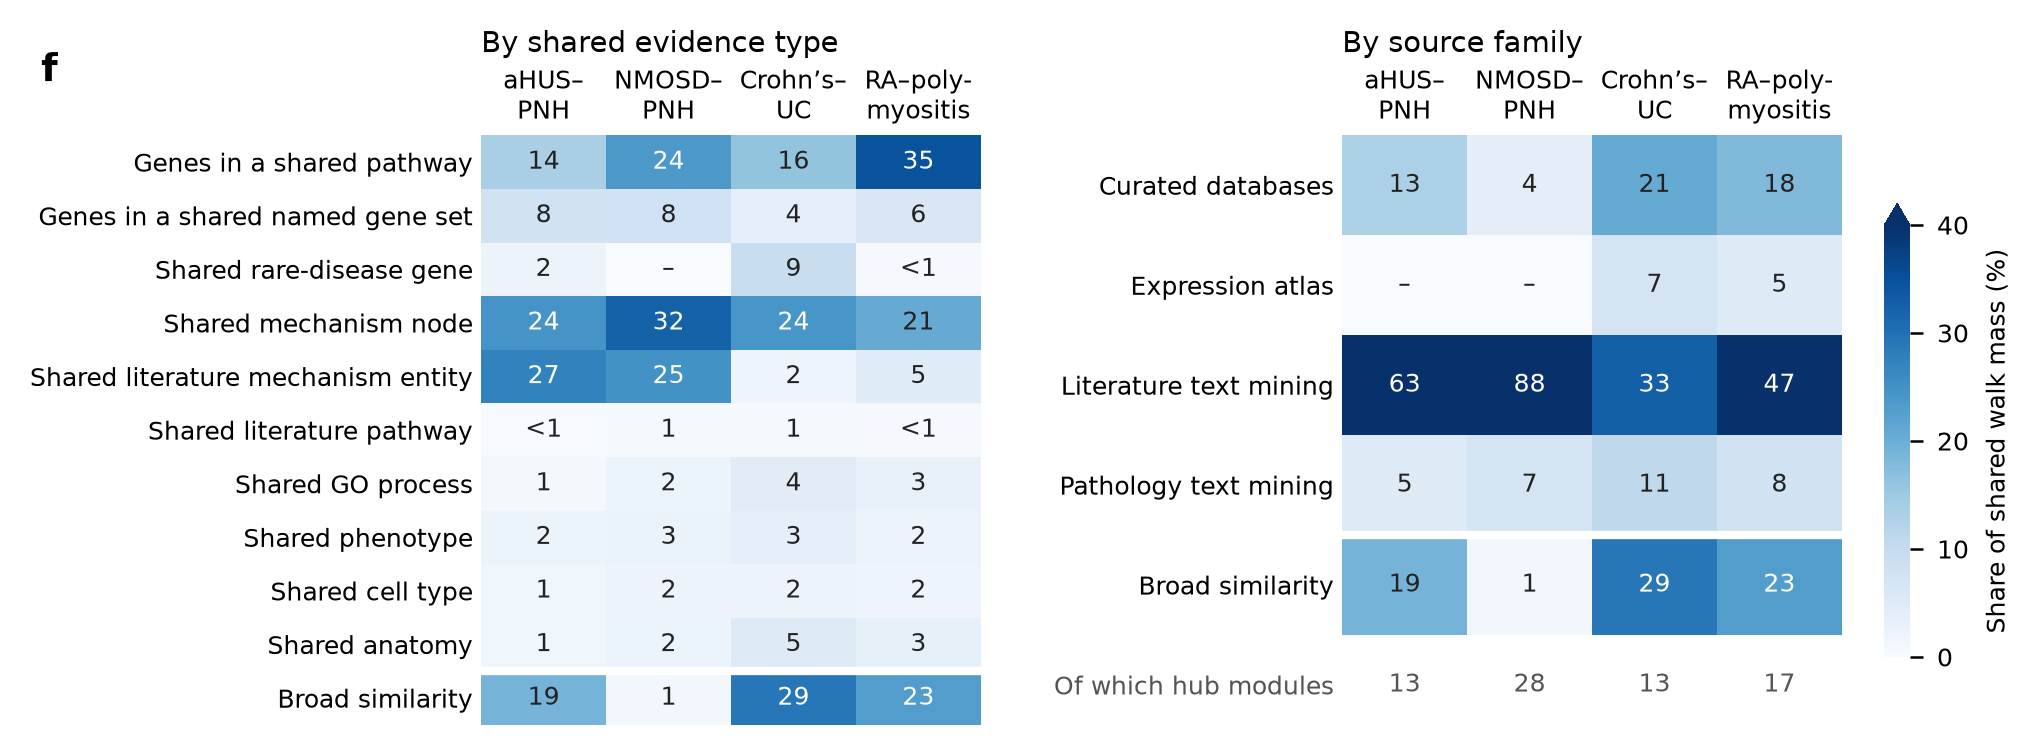 f
By shared evidence type
aHUS–
PNH
NMOSD–
PNH
Crohn’s–
UC
RA–poly-
myositis
Genes in a shared pathway 14 24 16 35
Genes in a shared named gene set 8 8 4 6
Shared rare-disease gene 2 – 9 <1
Shared mechanism node 24 32 24 21
Shared literature mechanism entity 27 25 2 5
Shared literature pathway <1 1 1 <1
Shared GO process 1 2 4 3
Shared phenotype 2 3 3 2
Shared cell type 1 2 2 2
Shared anatomy 1 2 5 3
Broad similarity 19 1 29 23
By source family
aHUS–
PNH
NMOSD–
PNH
Crohn’s–
UC
RA–poly-
myositis
Curated databases 13 4 21 18
Expression atlas – – 7 5
Literature text mining 63 88 33 47
Pathology text mining 5 7 11 8
Broad similarity 19 1 29 23
Of which hub modules 13 28 13 17
40
30
20
10
0
Share of shared walk mass (%)